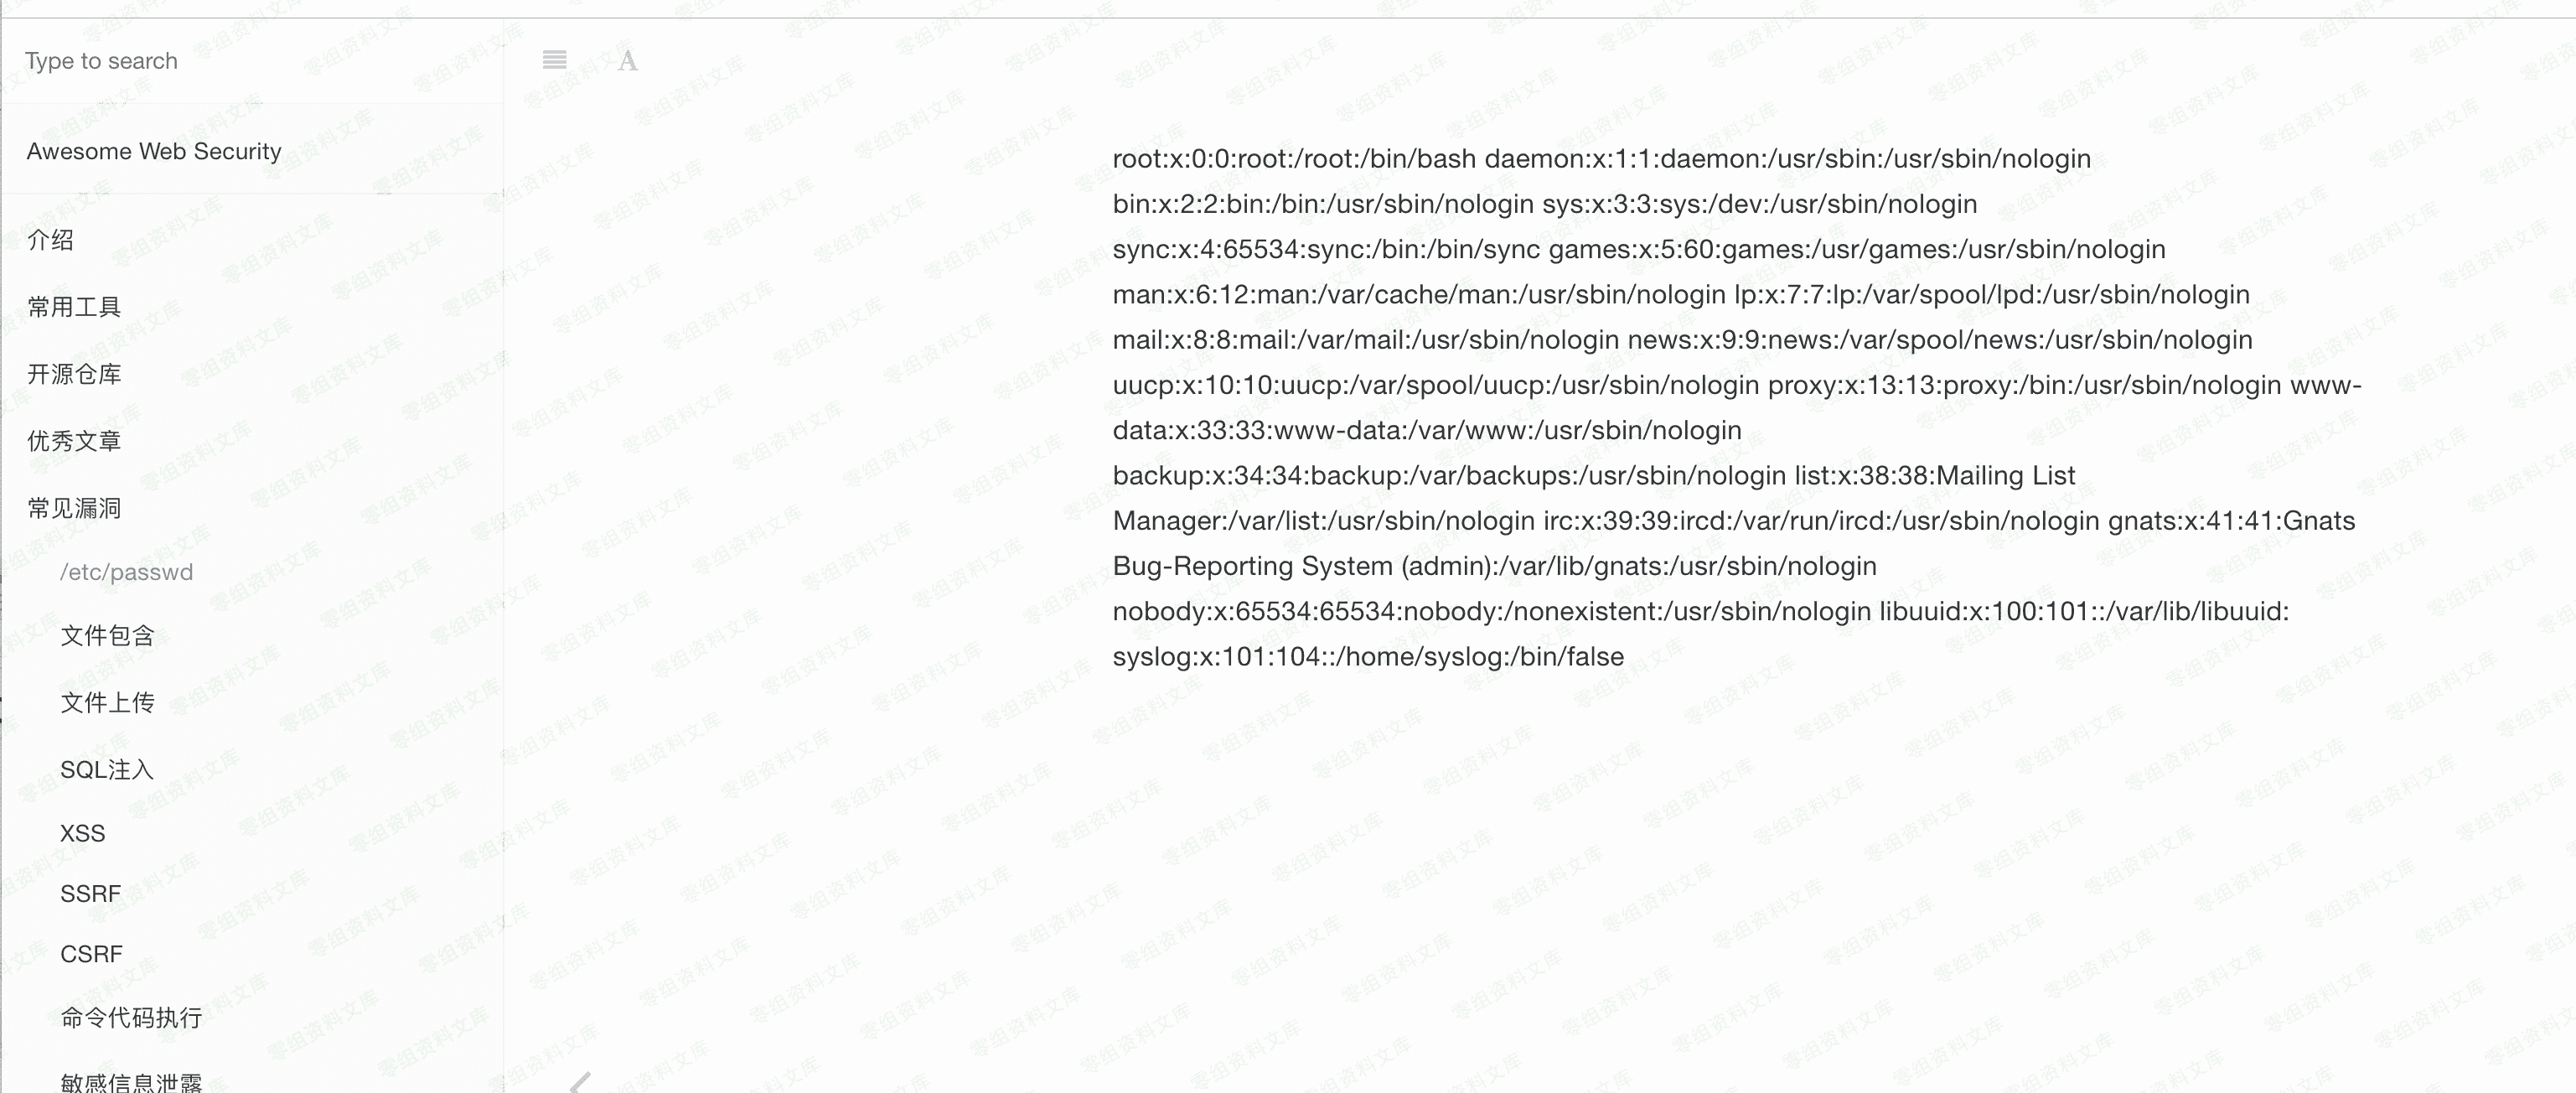 Type to search
Awesome Web Security
介绍
常用工具
开源仓库
优秀文章
常见漏洞
/etc/passwd
文件包含
文件上传
SQL注入
XSS
SSRF
CSRF
命令代码执行
敏感信息泄露
A
root:x:0:0:root:/root:/bin/bash daemon:x:1:1:daemon:/usr/sbin:/usr/sbin/nologin
bin:x:2:2:bin:/bin:/usr/sbin/nologin sys:x:3:3:sys:/dev:/usr/sbin/nologin
sync:x:4:65534:sync:/bin:/bin/sync games:x:5:60:games:/usr/games:/usr/sbin/nologin
man:x:6:12:man:/var/cache/man:/usr/sbin/nologin lp:x:7:7:lp:/var/spool/lpd:/usr/sbin/nologin
mail:x:8:8:mail:/var/mail:/usr/sbin/nologin news:x:9:9:news:/var/spool/news:/usr/sbin/nologin
uucp:x:10:10:uucp:/var/spool/uucp:/usr/sbin/nologin proxy:x:13:13:proxy:/bin:/usr/sbin/nologin www-
data:x:33:33:www-data:/var/www:/usr/sbin/nologin
backup:x:34:34:backup:/var/backups:/usr/sbin/nologin list:x:38:38:Mailing List
Manager:/var/list:/usr/sbin/nologin irc:x:39:39:ircd:/var/run/ircd:/usr/sbin/nologin gnats:x:41:41:Gnats
Bug-Reporting System (admin):/var/lib/gnats:/usr/sbin/nologin
nobody:x:65534:65534:nobody:/nonexistent:/usr/sbin/nologin libuuid:x:100:101::/var/lib/libuuid:
syslog:x:101:104::/home/syslog:/bin/false
零组资料文库